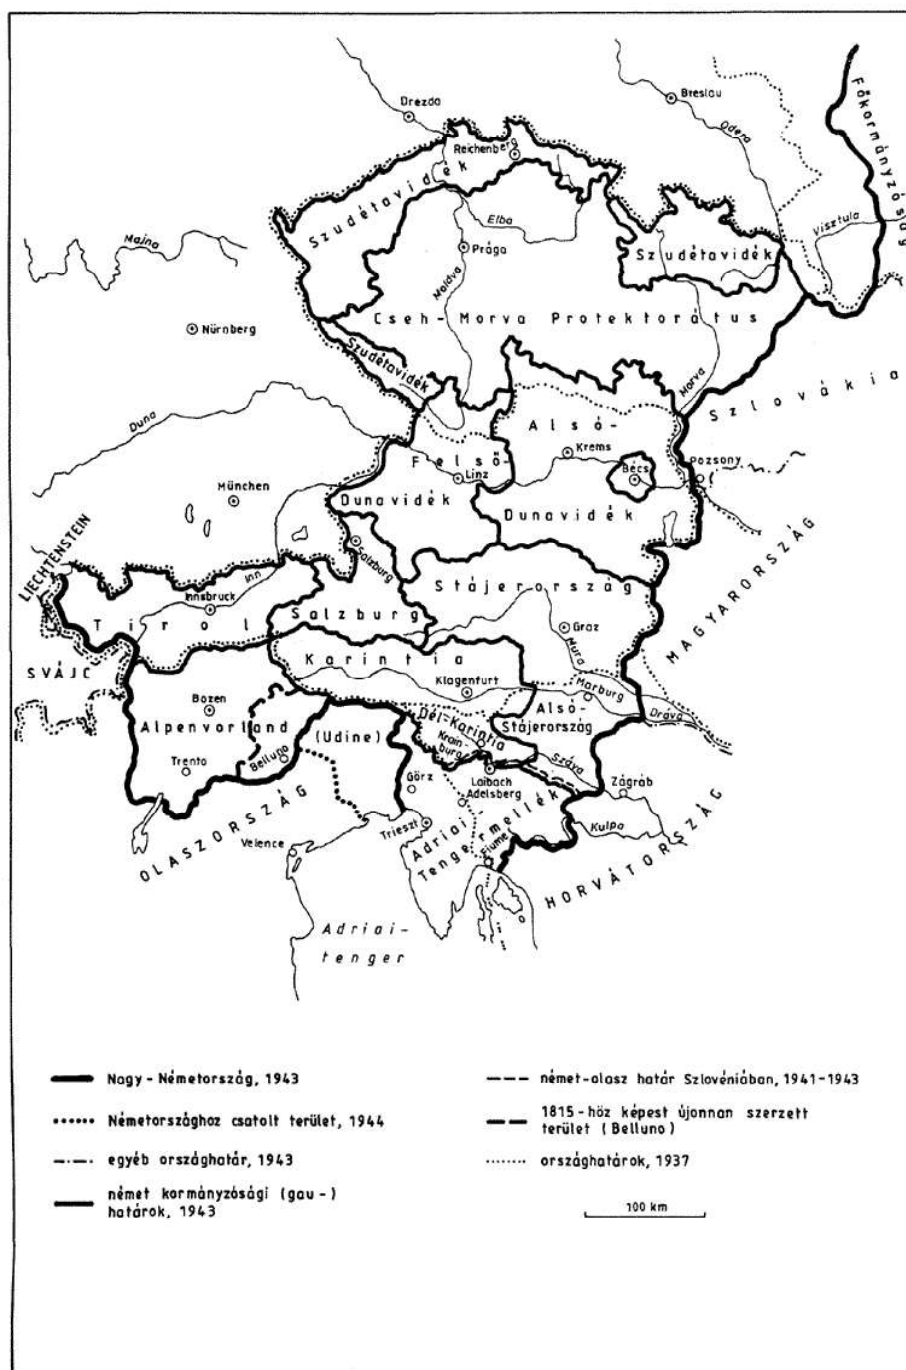 Drezda
Breslau
Odera
Főkormányzóság
Reichenberg
Szudétavidék
Elba
Visztula
Majna
Prága
Szudétavidék
Moldva
Nürnberg
Cseh-Morva Protektorátus
Szudétavidék
Morva
Szlovákia
Duna
Alsó-
Krems
Felső-
Linz
Bécs
Pozsony
München
Dunavidék
Dunavidék
LIECHTENSTEIN
Salzburg
Inn
Innsbruck
Stájerország
MAGYARORSZÁG
Tirol
Salzburg
Graz
Mura
SVÁJC
Karintia
Klagenfurt
Marburg
Bozen
Alsó-
Stájerország
Dráva
Alpenvorland
(Udine)
Dél-Karintia
Krain-
burg
Trento
Belluno
Száva
Görz
Laibach
Adelsberg
Zágráb
OLASZORSZÁG
Velence
Trieszt
Adriai-
Tengermellék
Kulpa
Fiume
HORVÁTORSZÁG
Adriai-
tenger
Nagy-Németország, 1943
Németországhoz csatolt terület, 1944
egyéb országhatár, 1943
német kormányzósági (gau-)
határok, 1943
német-olasz határ Szlovéniában, 1941-1943
1815-höz képest újonnan szerzett
terület (Belluno)
országhatárok, 1937
100 km